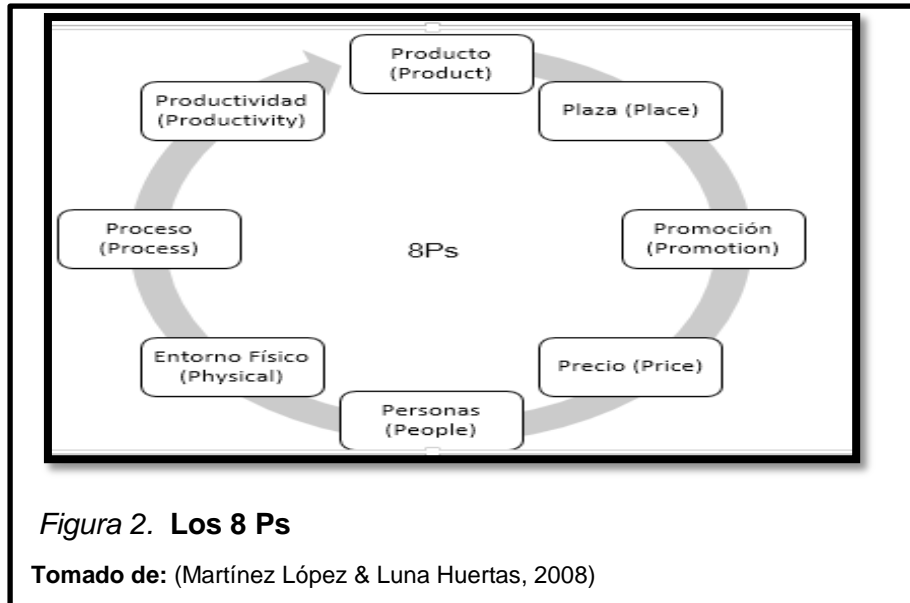 Producto
(Product)
Plaza (Place)
Promoción
(Promotion)
Precio (Price)
Personas
(People)
Entorno Físico
(Physical)
Proceso
(Process)
Productividad
(Productivity)
8Ps
Figura 2. Los 8 Ps
Tomado de: (Martínez López & Luna Huertas, 2008)